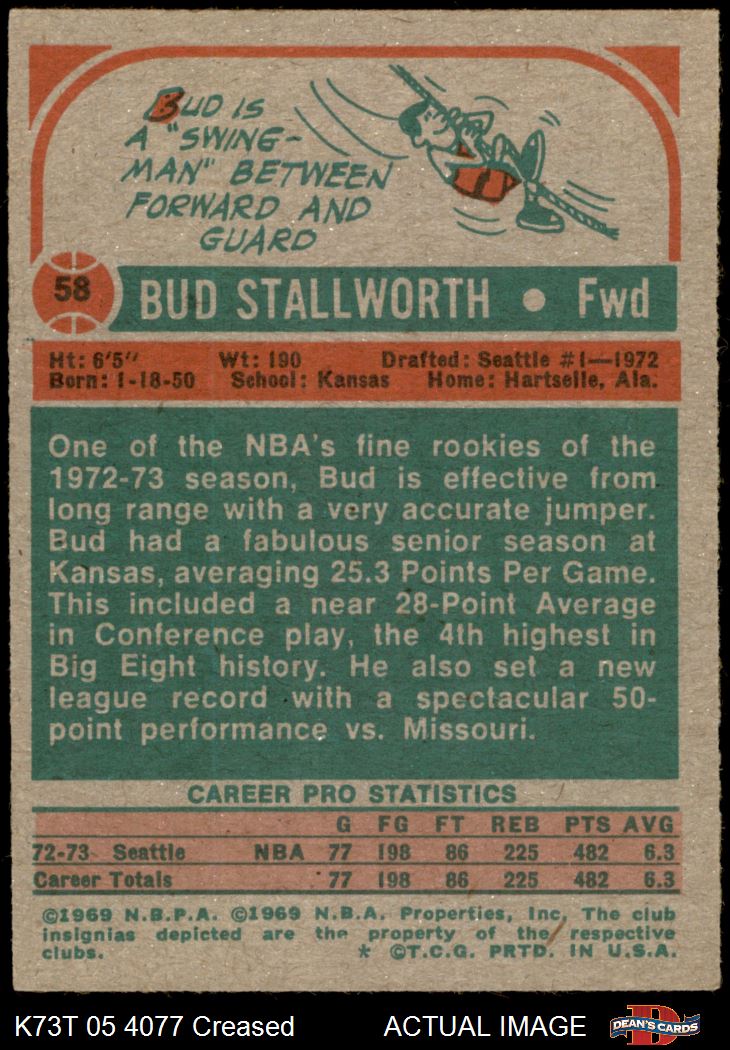 BUD IS
A "SWING-
MAN" BETWEEN
FORWARD AND
GUARD
58
BUD STALLWORTH • Fwd
Ht: 6'5" Wt: 190 Drafted: Seattle #1—1972
Born: 1-18-50 School: Kansas Home: Hartselle, Ala.
One of the NBA's fine rookies of the
1972-73 season, Bud is effective from
long range with a very accurate jumper.
Bud had a fabulous senior season at
Kansas, averaging 25.3 Points Per Game.
This included a near 28-Point Average
in Conference play, the 4th highest in
Big Eight history. He also set a new
league record with a spectacular 50-
point performance vs. Missouri.
CAREER PRO STATISTICS
G FG FT REB PTS AVG
72-73 Seattle NBA 77 198 86 225 482 6.3
Career Totals 77 198 86 225 482 6.3
©1969 N.B.P.A. ©1969 N.B.A. Properties, Inc. The club
insignias depicted are the property of the respective
clubs. * ©T.C.G. PRTD. IN U.S.A.
K73T 05 4077 Creased ACTUAL IMAGE
D
DEAN'S CARDS